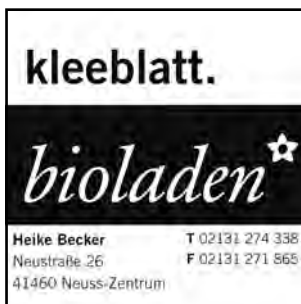 kleeblatt.
bioladen
Heike Becker T 02131 274 338
Neustraße 26 F 02131 271 865
41460 Neuss-Zentrum